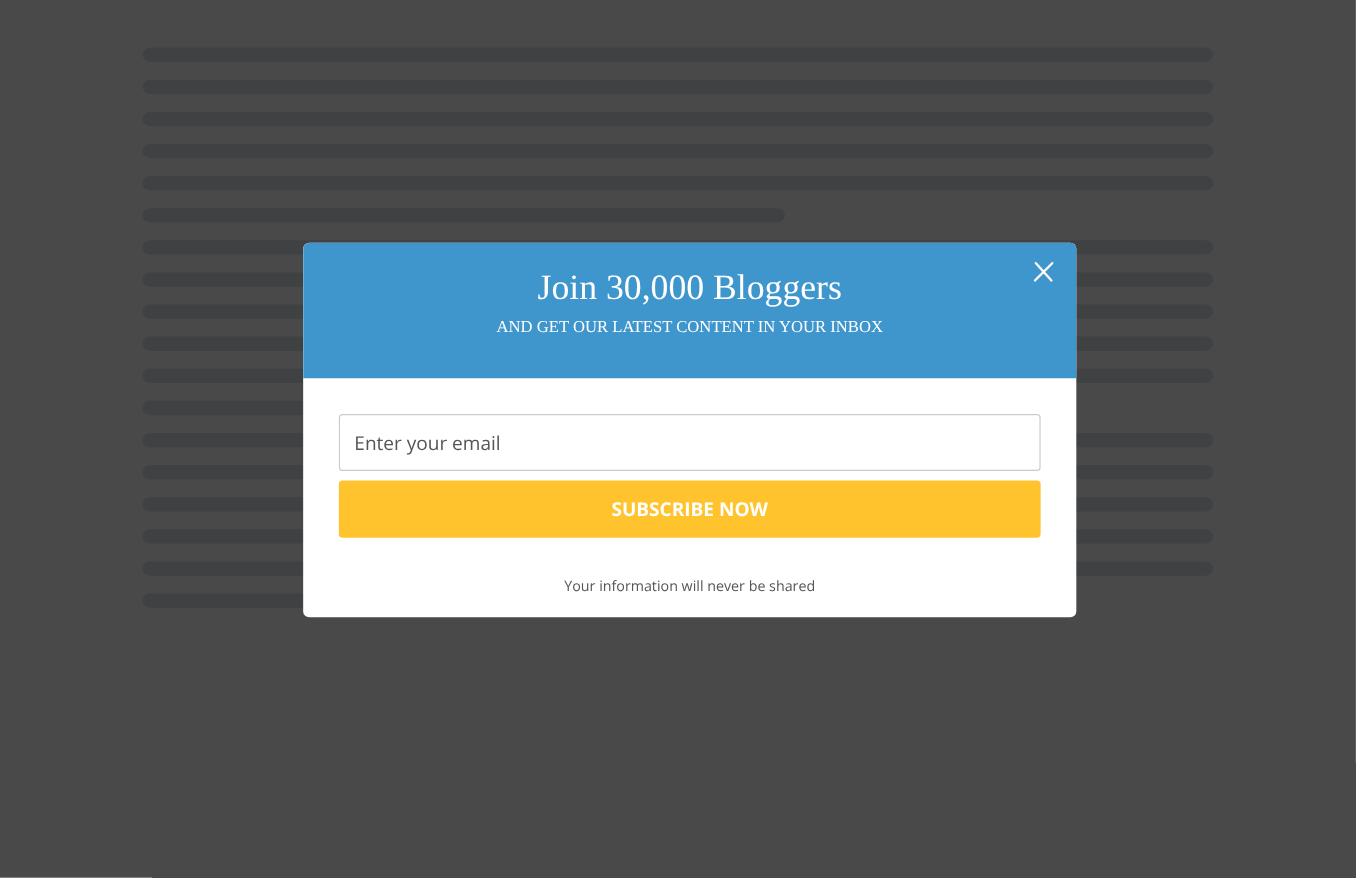 Join 30,000 Bloggers
AND GET OUR LATEST CONTENT IN YOUR INBOX
Enter your email
SUBSCRIBE NOW
Your information will never be shared